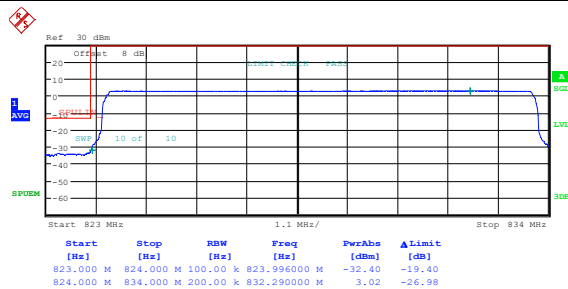 R S
Ref 30 dBm
Offset 8 dB
20
LIMIT CHECK PASS
A
10
SGL
0
1
AVG
SPULIM
-10
-20
LVD
SWP 10 of 10
-30
-40
-50
SPUEM
-60
3DB
Start 823 MHz 1.1 MHz/ Stop 834 MHz
Start Stop RBW Freq PwrAbs ΔLimit
[Hz] [Hz] [Hz] [Hz] [dBm] [dB]
823.000 M 824.000 M 100.00 k 823.996000 M -32.40 -19.40
824.000 M 834.000 M 200.00 k 832.290000 M 3.02 -26.98